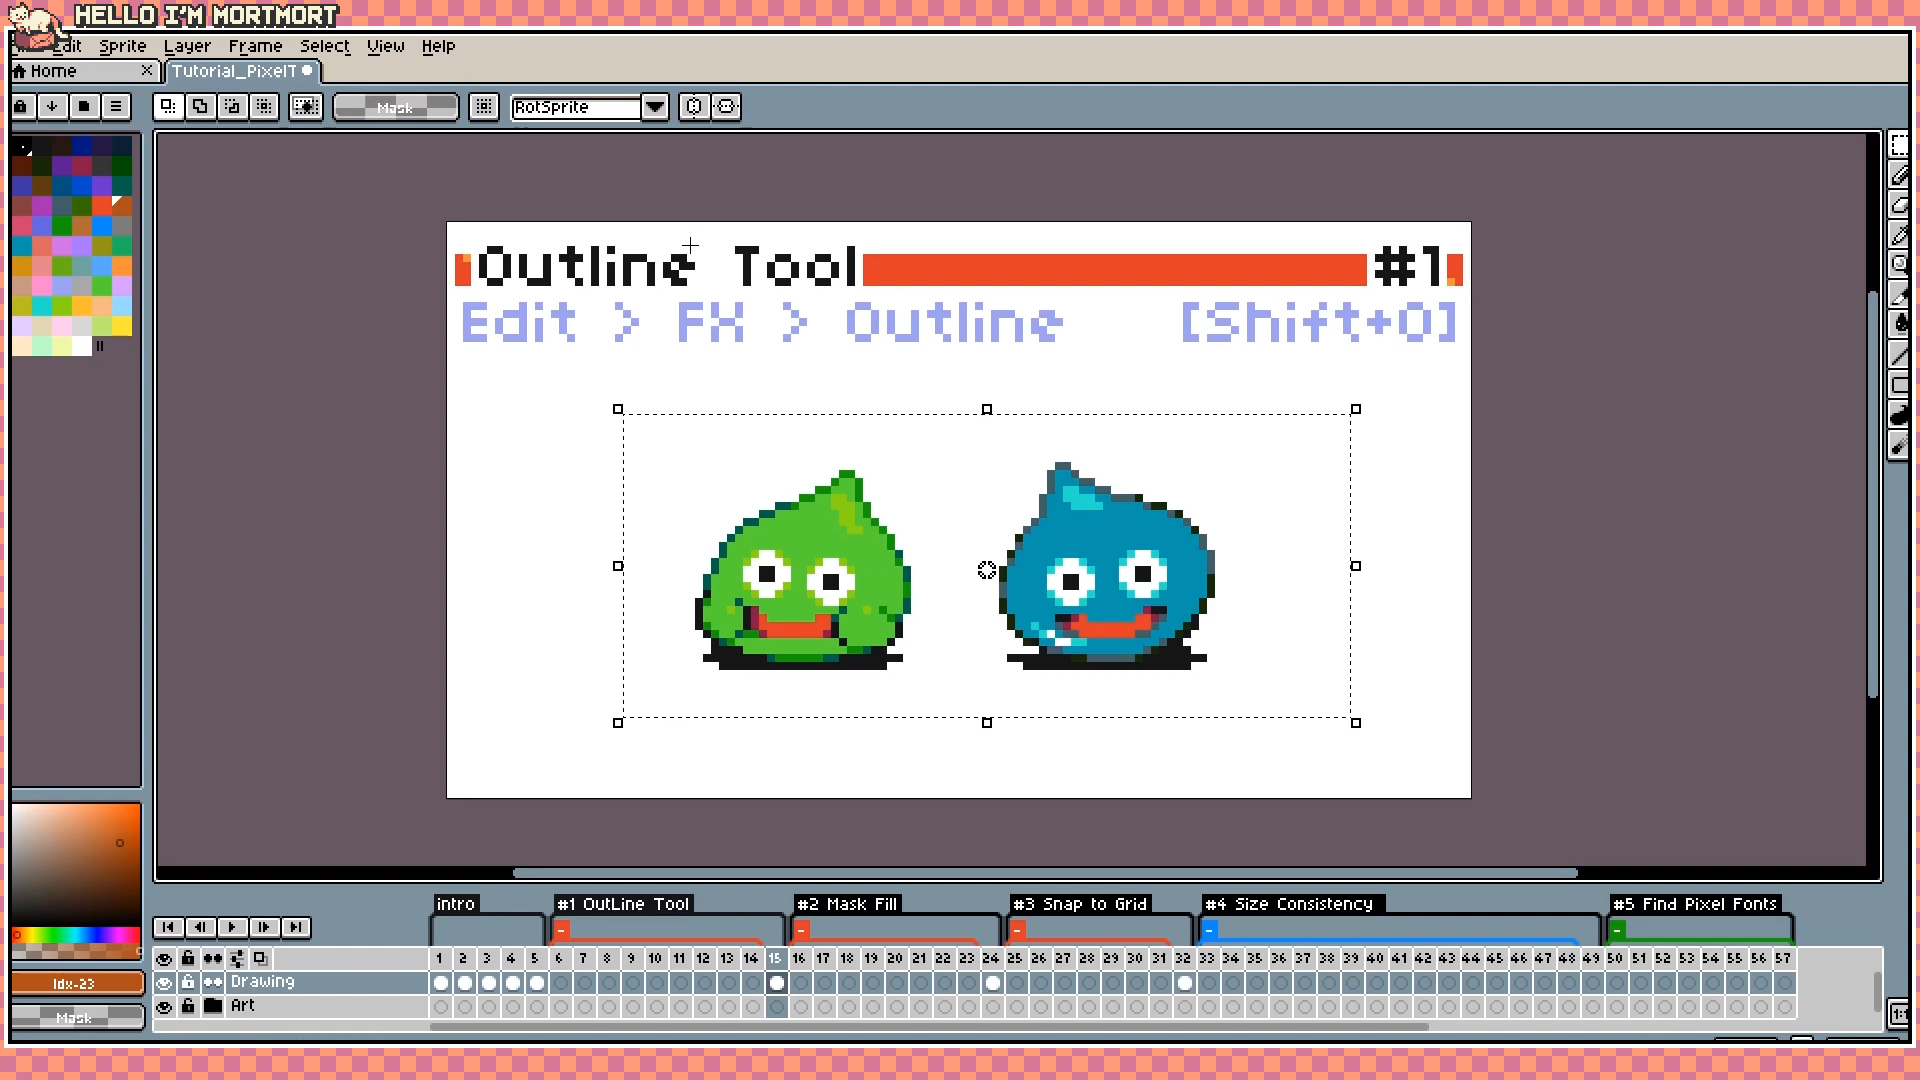 HELLO I'M MORTMORT
Edit Sprite Layer Frame Select View Help
Home Tutorial_PixelT
Mask RotSprite
Outline Tool #1
Edit > FX > Outline [Shift+O]
intro #1 OutLine Tool #2 Mask Fill #3 Snap to Grid #4 Size Consistency #5 Find Pixel Fonts
1 2 3 4 5 6 7 8 9 10 11 12 13 14 15 16 17 18 19 20 21 22 23 24 25 26 27 28 29 30 31 32 33 34 35 36 37 38 39 40 41 42 43 44 45 46 47 48 49 50 51 52 53 54 55 56 57
Idx-23 Drawing
Mask Art